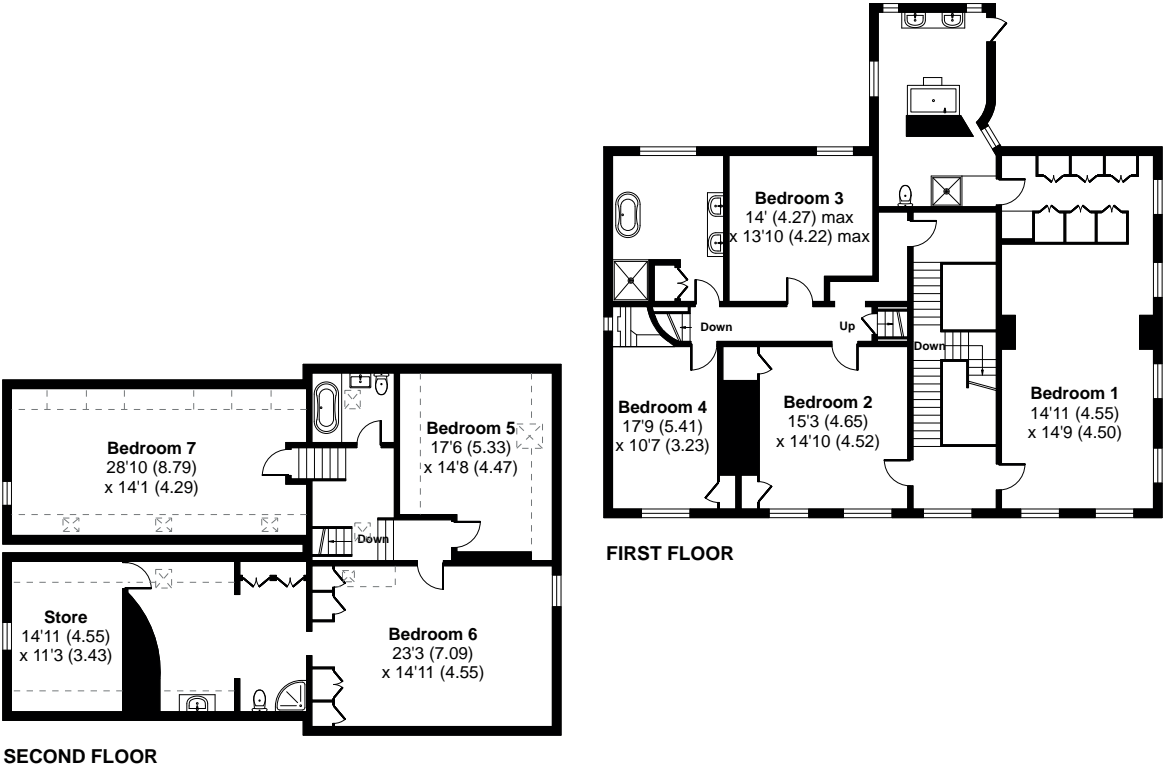 Bedroom 3
14' (4.27) max
x 13'10 (4.22) max
Down
Up
Down
Bedroom 4
17'9 (5.41)
x 10'7 (3.23)
Bedroom 2
15'3 (4.65)
x 14'10 (4.52)
Bedroom 1
14'11 (4.55)
x 14'9 (4.50)
FIRST FLOOR
Bedroom 7
28'10 (8.79)
x 14'1 (4.29)
Bedroom 5
17'6 (5.33)
x 14'8 (4.47)
Down
Store
14'11 (4.55)
x 11'3 (3.43)
Bedroom 6
23'3 (7.09)
x 14'11 (4.55)
SECOND FLOOR